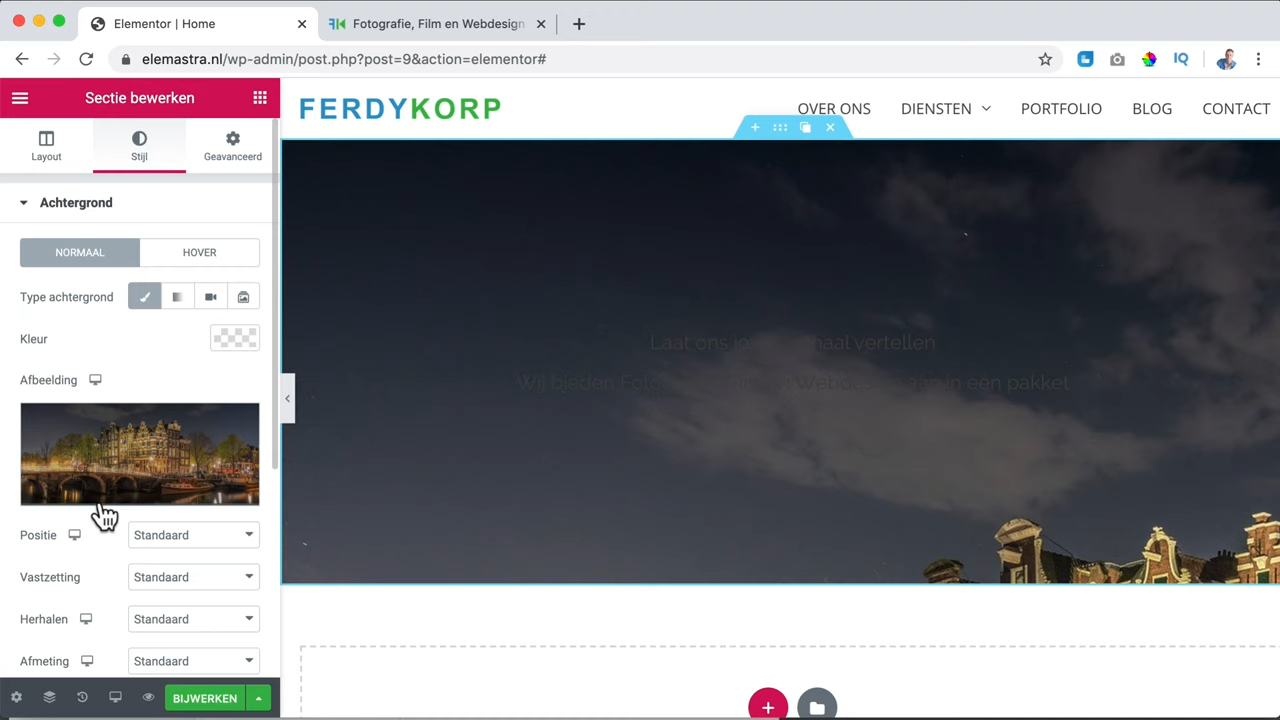 Elementor | Home
Fotografie, Film en Webdesign
elemastra.nl/wp-admin/post.php?post=9&action=elementor#
IQ
Sectie bewerken
Layout
Stijl
Geavanceerd
Achtergrond
NORMAAL
HOVER
Type achtergrond
Kleur
Afbeelding
Positie
Standaard
Vastzetting
Standaard
Herhalen
Standaard
Afmeting
Standaard
BIJWERKEN
FERDYKORP
OVER ONS
DIENSTEN
PORTFOLIO
BLOG
CONTACT
Laat ons vertellen
Wij bieden aan in een pakket